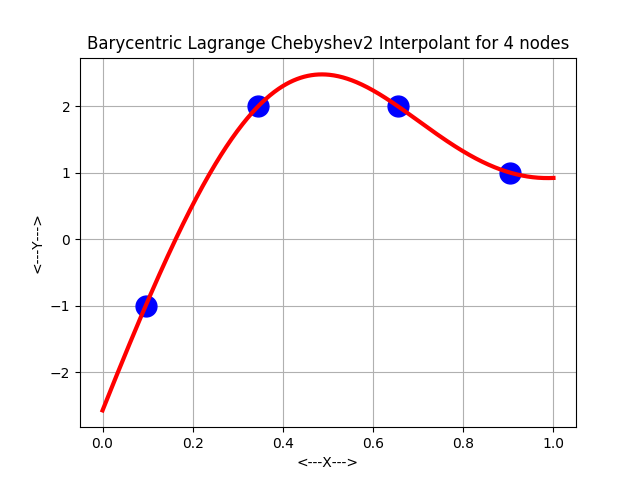 Barycentric Lagrange Chebyshev2 Interpolant for 4 nodes
2
1
0
−1
−2
<---Y--->
0.0 0.2 0.4 0.6 0.8 1.0
<---X--->